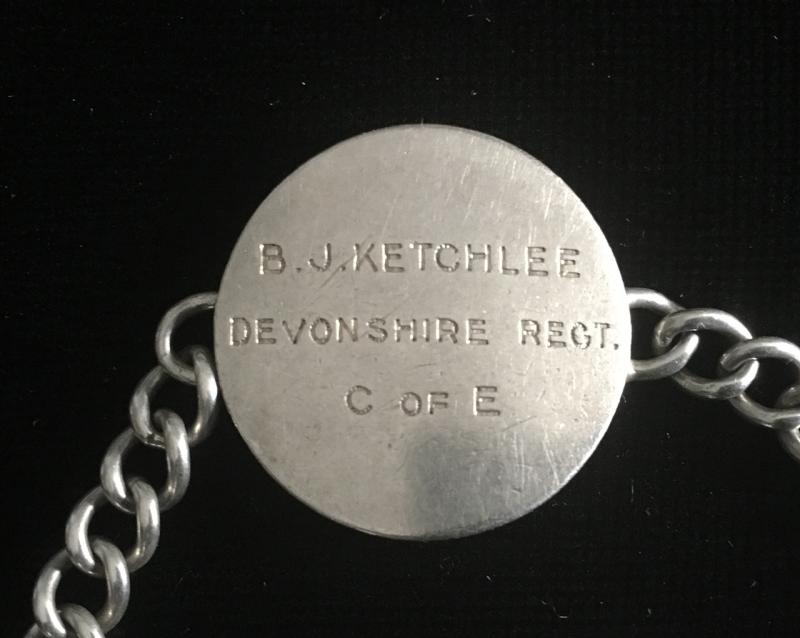 B.J.KETCHLEE
DEVONSHIRE REGT.
C OF E